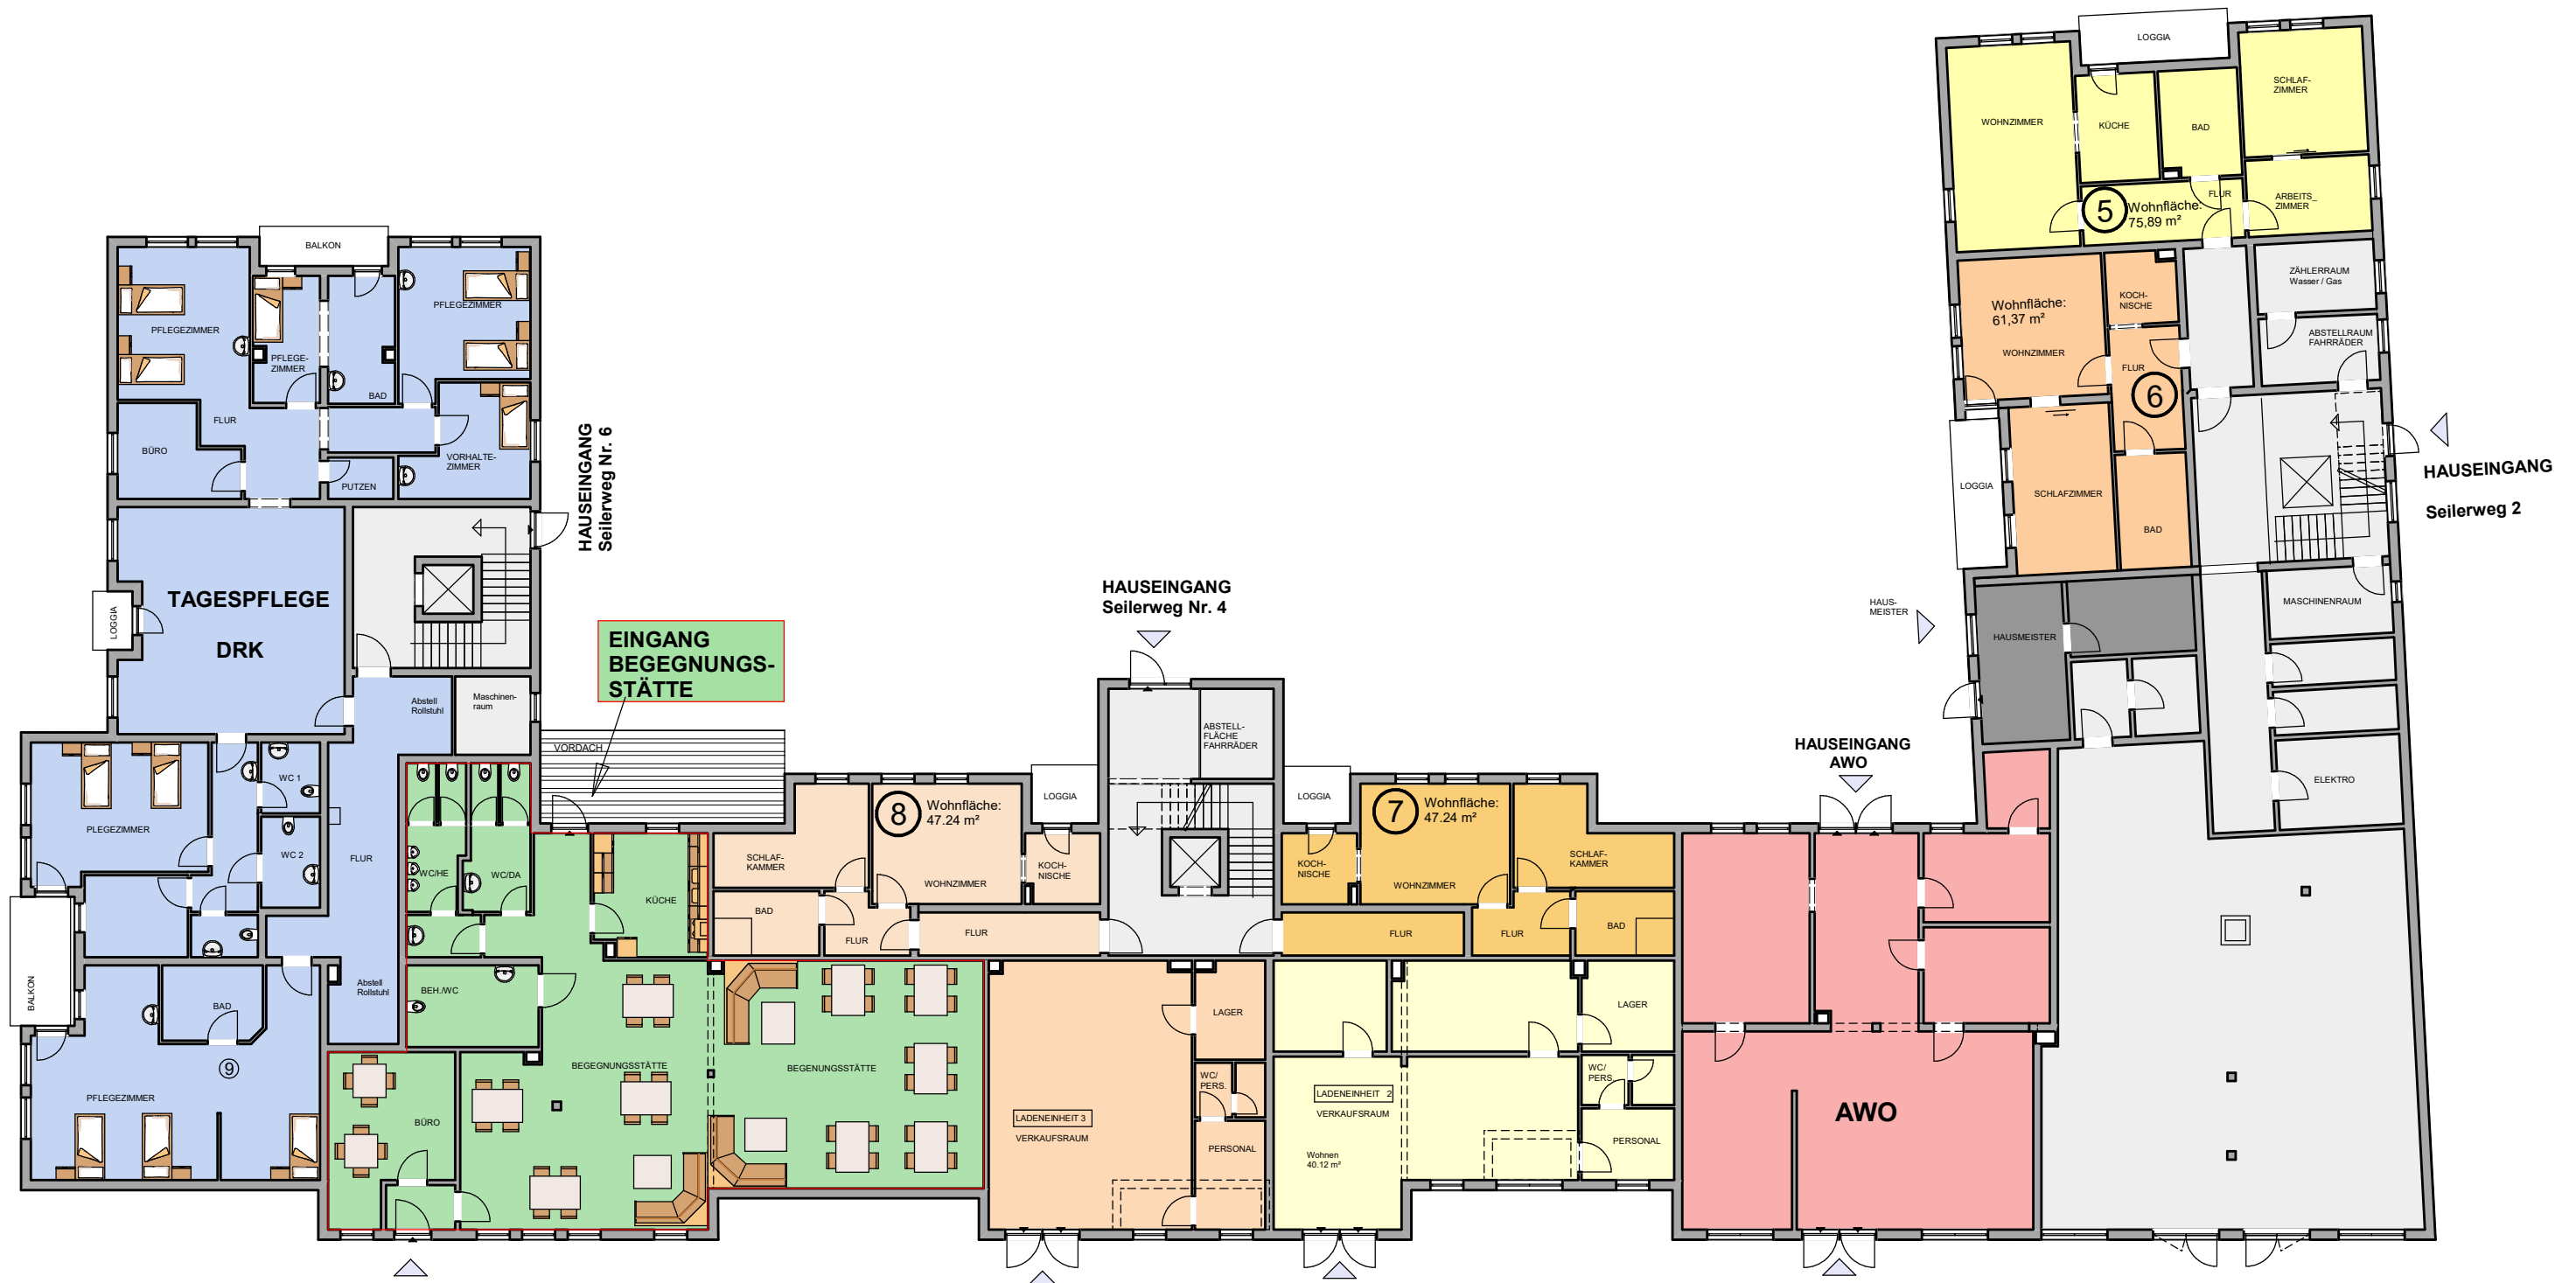 LOGGIA
WOHNZIMMER
KÜCHE
BAD
SCHLAF-
ZIMMER
FLUR
ARBEITS_
ZIMMER
5
Wohnfläche:
75,89 m²
ZÄHLERRAUM
Wasser / Gas
KOCH-
NISCHE
Wohnfläche:
61,37 m²
WOHNZIMMER
ABSTELLRAUM
FAHRRÄDER
FLUR
6
LOGGIA
SCHLAFZIMMER
BAD
HAUSEINGANG
Seilerweg 2
MASCHINENRAUM
HAUS-
MEISTER
HAUSMEISTER
ELEKTRO
BALKON
PFLEGEZIMMER
PFLEGE-
ZIMMER
BAD
PFLEGEZIMMER
FLUR
BÜRO
VORHALTE-
ZIMMER
PUTZEN
HAUSEINGANG
Seilerweg Nr. 6
TAGESPFLEGE
DRK
LOGGIA
Abstell
Rollstuhl
Maschinen-
raum
EINGANG
BEGEGNUNGS-
STÄTTE
VORDACH
HAUSEINGANG
Seilerweg Nr. 4
ABSTELL-
FLÄCHE
FAHRRÄDER
HAUSEINGANG
AWO
PLEGEZIMMER
WC 1
WC 2
FLUR
WC/HE
WC/DA
KÜCHE
BALKON
BAD
Abstell
Rollstuhl
BEH./WC
9
PFLEGEZIMMER
BÜRO
BEGEGNUNGSSTÄTTE
BEGENUNGSSTÄTTE
SCHLAF-
KAMMER
8
Wohnfläche:
47.24 m²
WOHNZIMMER
LOGGIA
KOCH-
NISCHE
BAD
FLUR
FLUR
LOGGIA
KOCH-
NISCHE
7
Wohnfläche:
47.24 m²
WOHNZIMMER
SCHLAF-
KAMMER
FLUR
FLUR
BAD
LAGER
WC/
PERS.
LADENEINHEIT 3
VERKAUFSRAUM
PERSONAL
LAGER
WC/
PERS.
LADENEINHEIT 2
VERKAUFSRAUM
PERSONAL
Wohnen
40.12 m²
AWO